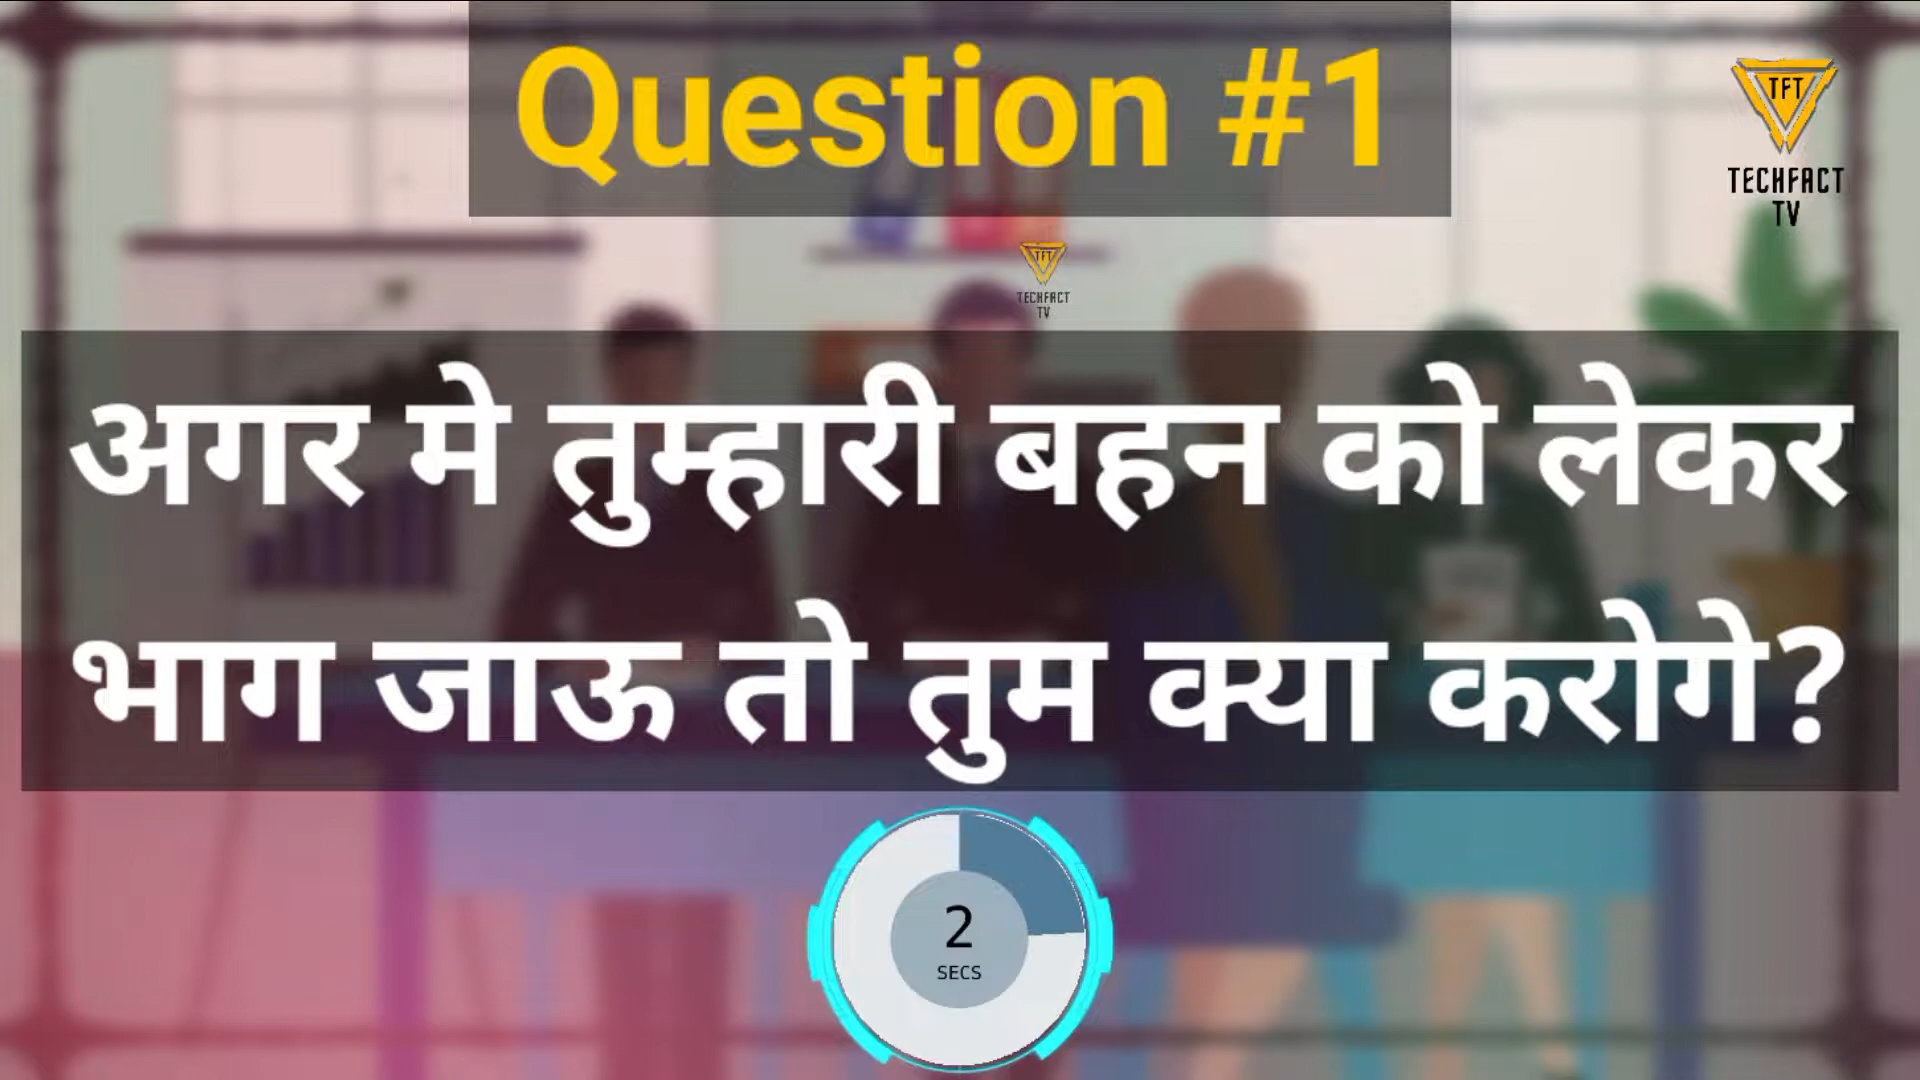 Question #1
TFT
TECHFACT
TV
TFT
TECHFACT
TV
अगर मे तुम्हारी बहन को लेकर
भाग जाऊ तो तुम क्या करोगे?
2
SECS